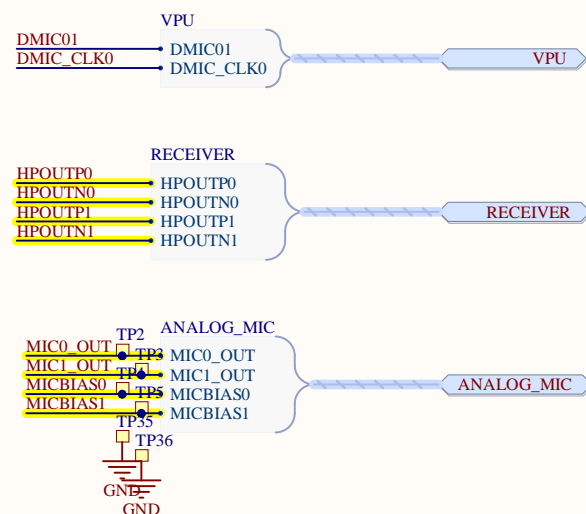 VPU
DMIC01 DMIC01
DMIC_CLK0 DMIC_CLK0
VPU
RECEIVER
HPOUTP0 HPOUTP0
HPOUTN0 HPOUTN0
HPOUTP1 HPOUTP1
HPOUTN1 HPOUTN1
RECEIVER
TP2 ANALOG_MIC
MIC0_OUT TP3 MIC0_OUT
MIC1_OUT TP4 MIC1_OUT
MICBIAS0 TP5 MICBIAS0
MICBIAS1 MICBIAS1
ANALOG_MIC
TP35
TP36
GND
GND